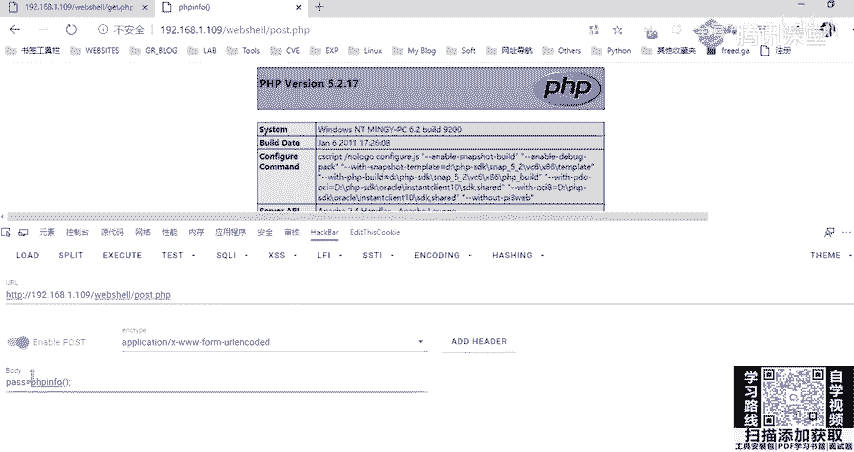 192.168.1.109/webshell/get.php × phpinfo() ×
不安全 192.168.1.109/webshell/post.php
书签工具栏 WEBSITES GR_BLOG LAB Tools CVE EXP Linux My Blog Soft 网址导航 Others Python 其他收藏夹 freed.ga 注册
腾讯课堂
PHP Version 5.2.17
php
System Windows NT MINGY-PC 6.2 build 9200
Build Date Jan 6 2011 17:26:08
Configure Command cscript /nologo configure.js "--enable-snapshot-build" "--enable-debug-
pack" "--with-snapshot-template=d:\php-sdk\snap_5_2\vc6\x86\template"
"--with-php-build=d:\php-sdk\snap_5_2\vc6\x86\php_build" "--with-pdo-
oci=D:\php-sdk\oracle\instantclient10\sdk,shared" "--with-oci8=D:\php-
sdk\oracle\instantclient10\sdk,shared" "--without-pi3web"
元素 控制台 源代码 网络 性能 内存 应用程序 安全 审核 HackBar EditThisCookie
LOAD SPLIT EXECUTE TEST SQLI XSS LFI SSTI ENCODING HASHING THEME
URL
http://192.168.1.109/webshell/post.php
Enable POST
enctype
application/x-www-form-urlencoded
ADD HEADER
Body
pass=phpinfo();
学习路线
自学视频
扫描添加获取
工具安装包|PDF学习书籍|面试题